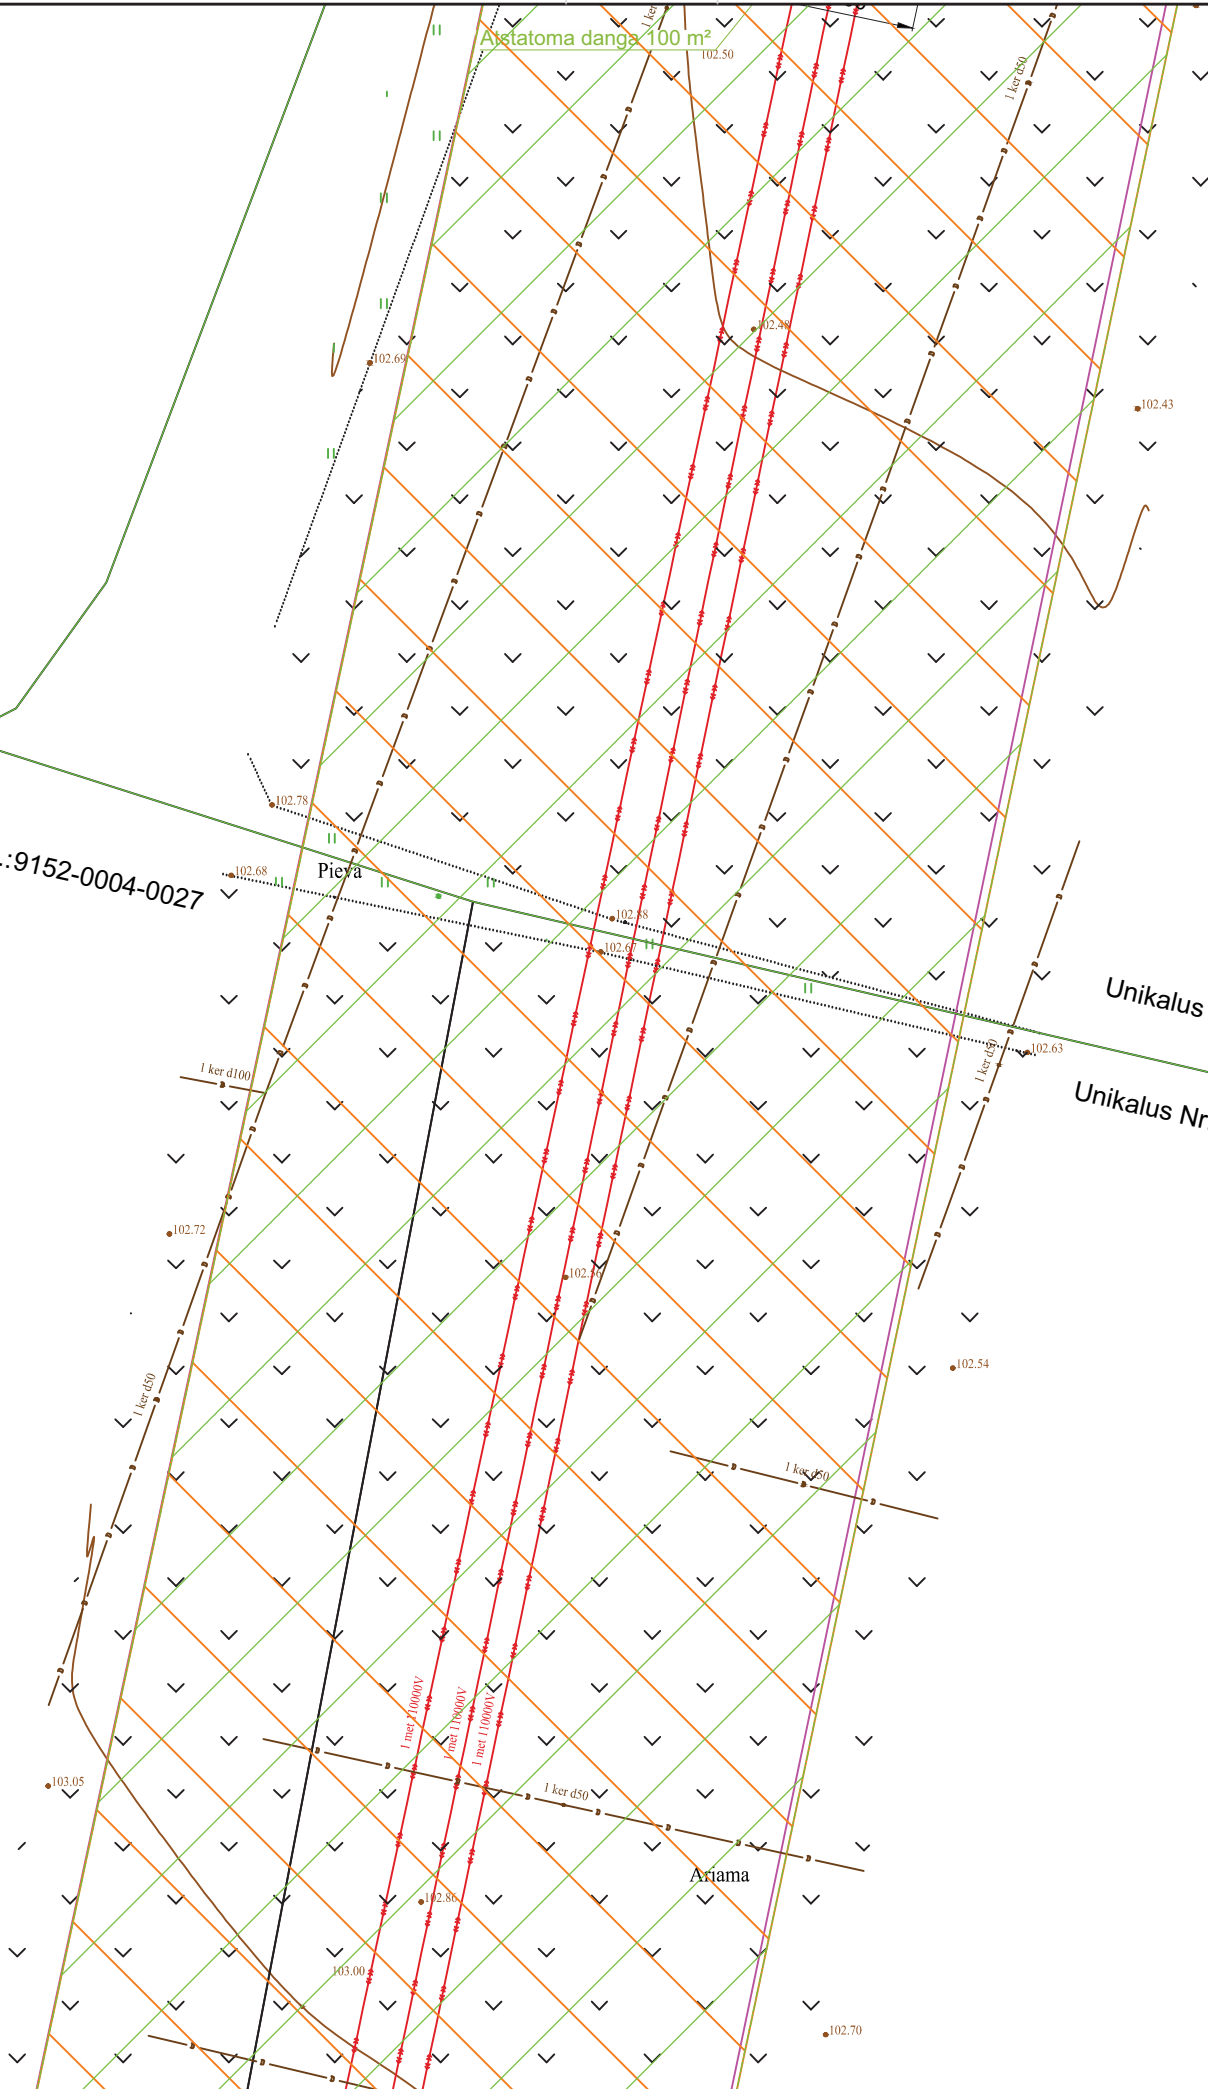 1 ker
Atstatoma danga 100 m²
102.50
1 ker d50
102.48
102.69
102.43
102.78
Pieva
102.68
.:9152-0004-0027
102.88
102.67
Unikalus
102.63
1 ker d50
1 ker d100
Unikalus Nr.
102.72
102.56
102.54
1 ker d50
1 ker d50
1 met 110000V
1 met 110000V
1 met 110000V
103.05
1 ker d50
Ariama
102.86
103.00
102.70